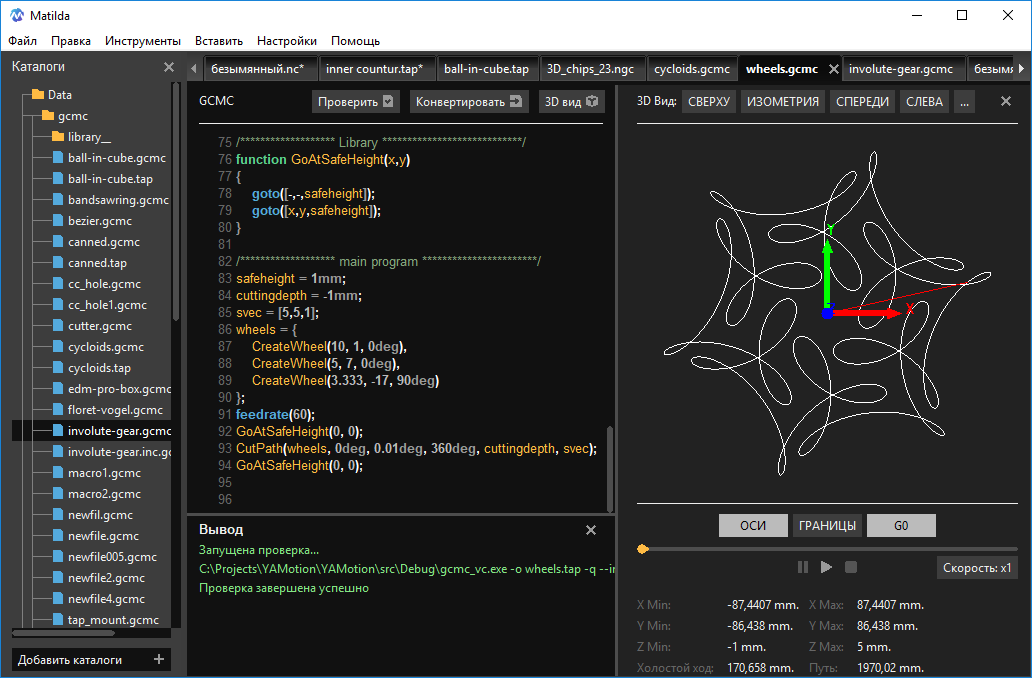 Matilda
Файл Правка Инструменты Вставить Настройки Помощь
Каталоги
Data
gcmc
library__
ball-in-cube.gcmc
ball-in-cube.tap
bandsawring.gcmc
bezier.gcmc
canned.gcmc
canned.tap
cc_hole.gcmc
cc_hole1.gcmc
cutter.gcmc
cycloids.gcmc
cycloids.tap
edm-pro-box.gcmc
floret-vogel.gcmc
involute-gear.gcmc
involute-gear.inc.gc
macro1.gcmc
macro2.gcmc
newfil.gcmc
newfile.gcmc
newfile005.gcmc
newfile2.gcmc
newfile4.gcmc
tap_mount.gcmc
Добавить каталоги +
безымянный.nc* inner countur.tap* ball-in-cube.tap 3D_chips_23.ngc cycloids.gcmc wheels.gcmc involute-gear.gcmc безымя
GCMC Проверить Конвертировать 3D вид
75 /******************* Library ****************************/
76 function GoAtSafeHeight(x,y)
77 {
78 goto([-,-,safeheight]);
79 goto([x,y,safeheight]);
80 }
81
82 /******************* main program ***********************/
83 safeheight = 1mm;
84 cuttingdepth = -1mm;
85 svec = [5,5,1];
86 wheels = {
87 CreateWheel(10, 1, 0deg),
88 CreateWheel(5, 7, 0deg),
89 CreateWheel(3.333, -17, 90deg)
90 };
91 feedrate(60);
92 GoAtSafeHeight(0, 0);
93 CutPath(wheels, 0deg, 0.01deg, 360deg, cuttingdepth, svec);
94 GoAtSafeHeight(0, 0);
95
96
Вывод
Запущена проверка...
C:\Projects\YAMotion\YAMotion\src\Debug\gcmc_vc.exe -o wheels.tap -q --in
Проверка завершена успешно
3D Вид: СВЕРХУ ИЗОМЕТРИЯ СПЕРЕДИ СЛЕВА ...
Y
X
ОСИ ГРАНИЦЫ G0
Скорость: x1
X Min: -87,4407 mm. X Max: 87,4407 mm.
Y Min: -86,438 mm. Y Max: 86,438 mm.
Z Min: -1 mm. Z Max: 5 mm.
Холостой ход: 170,658 mm. Путь: 1970,02 mm.